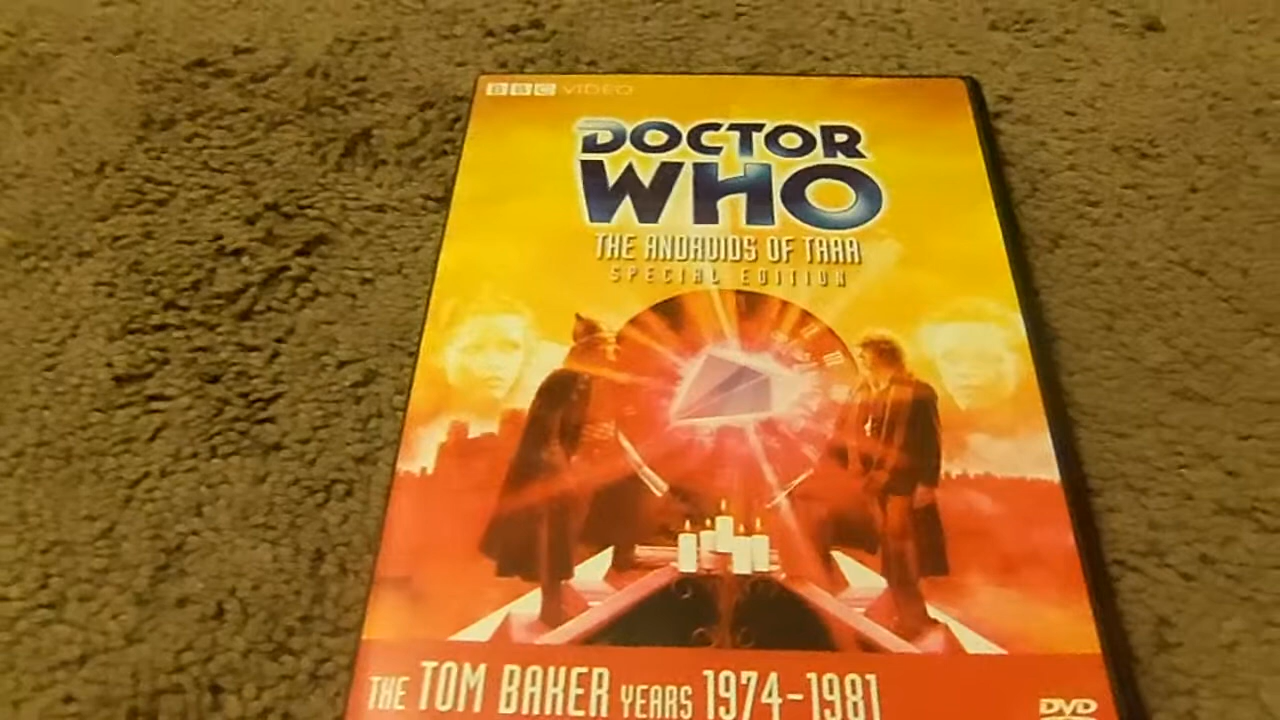 BBC VIDEO
DOCTOR
WHO
THE ANDROIDS OF TARA
SPECIAL EDITION
THE TOM BAKER YEARS 1974-1981
DVD